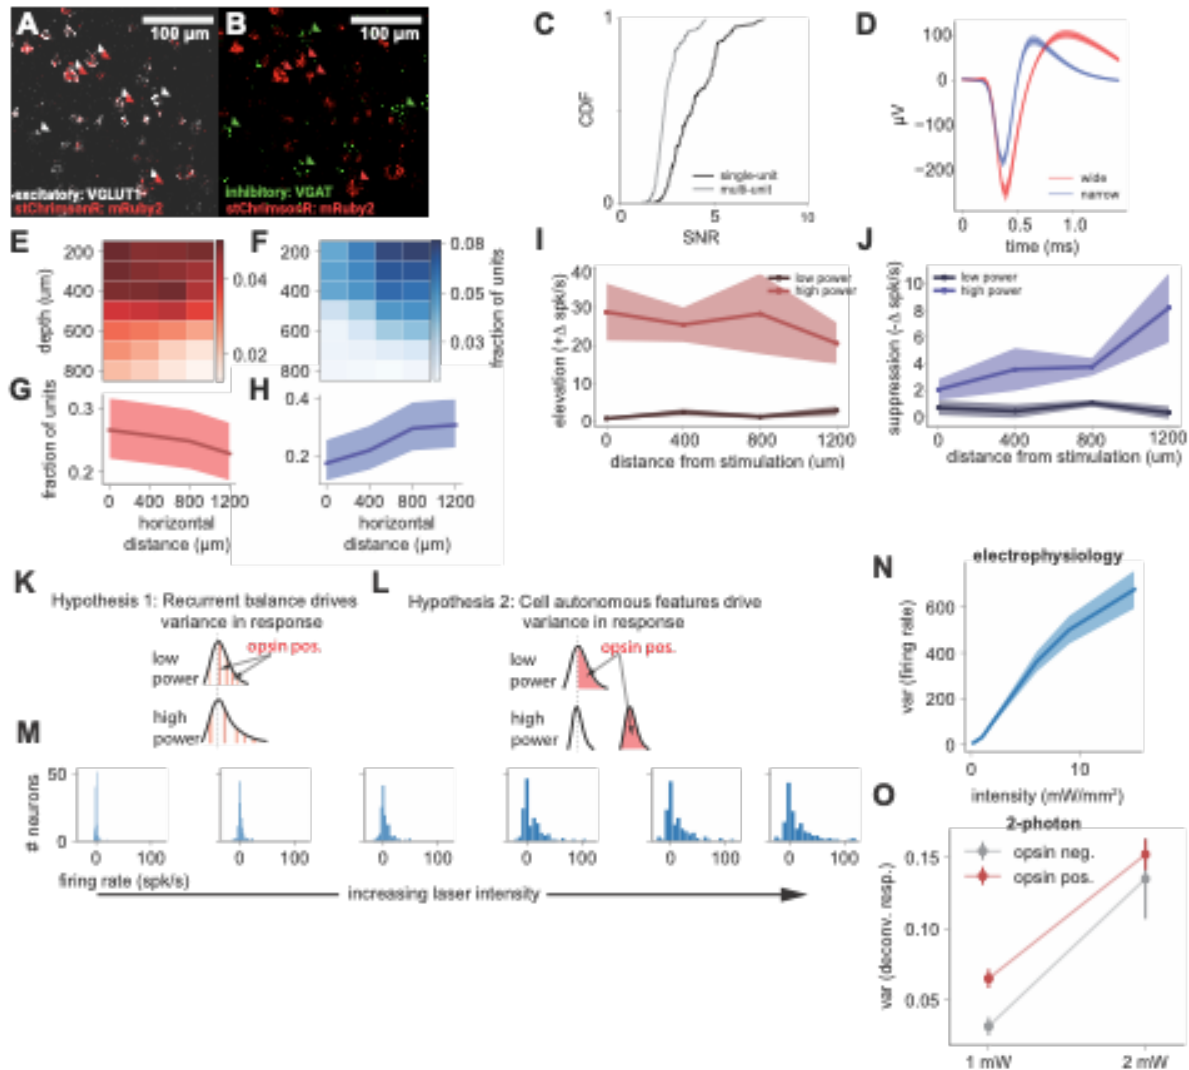 A
100 µm
B
100 µm
excitatory: VGLUT1
stChrimsonR: mRuby2
inhibitory: VGAT
stChrimsonR: mRuby2
C
1
CDF
0
single-unit
multi-unit
0
5
10
SNR
D
100
0
−100
−200
µV
wide
narrow
0
0.5
1.0
time (ms)
E
200
400
600
800
depth (um)
0.04
0.02
F
200
400
600
800
0.08
0.05
0.03
fraction of units
G
0.3
0.2
fraction of units
0
400
800
1200
horizontal
distance (µm)
H
0.4
0.2
0
400
800
1200
horizontal
distance (µm)
I
40
30
20
10
0
elevation (+Δ spk/s)
low power
high power
0
400
800
1200
distance from stimulation (um)
J
10
8
6
4
2
0
suppression (-Δ spk/s)
low power
high power
0
400
800
1200
distance from stimulation (um)
K
Hypothesis 1: Recurrent balance drives
variance in response
opsin pos.
low
power
high
power
L
Hypothesis 2: Cell autonomous features drive
variance in response
opsin pos.
low
power
high
power
M
50
0
# neurons
0
100
0
100
0
100
0
100
0
100
0
100
firing rate (spk/s)
increasing laser intensity
N
electrophysiology
600
400
200
0
var (firing rate)
0
10
intensity (mW/mm²)
O
2-photon
opsin neg.
opsin pos.
0.15
0.10
0.05
var (deconv. resp.)
1 mW
2 mW